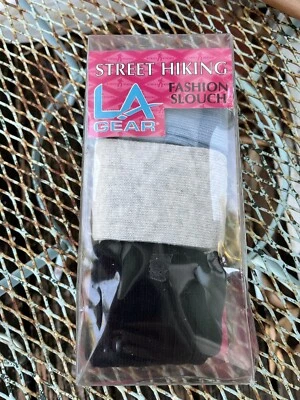 STREET HIKING
LA
GEAR
FASHION
SLOUCH